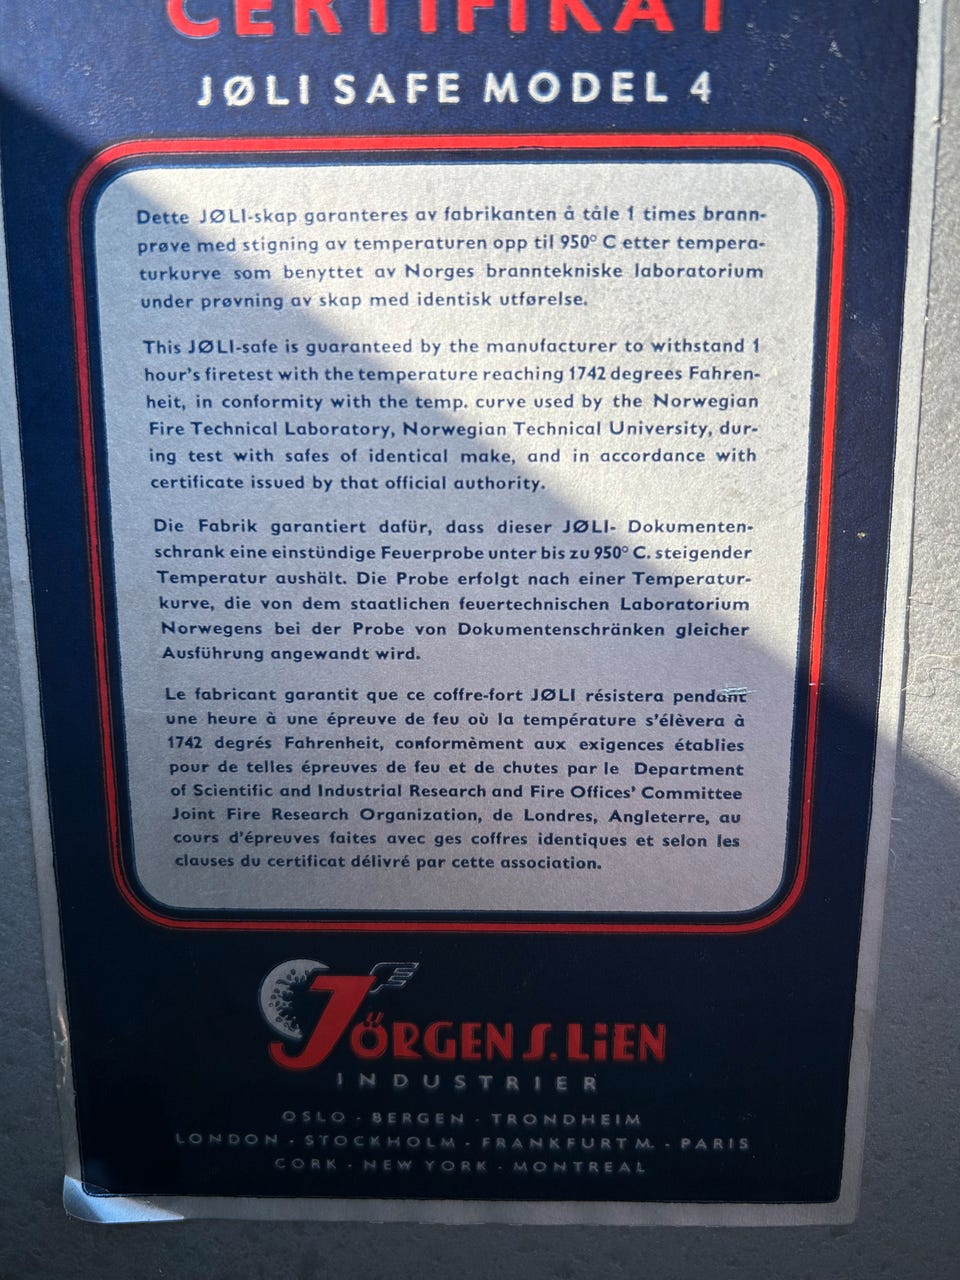 CERTIFIKAT
JØLI SAFE MODEL 4
Dette JØLI-skap garanteres av fabrikanten å tåle 1 times brann-
prøve med stigning av temperaturen opp til 950° C etter tempera-
turkurve som benyttet av Norges branntekniske laboratorium
under prøvning av skap med identisk utførelse.
This JØLI-safe is guaranteed by the manufacturer to withstand 1
hour's firetest with the temperature reaching 1742 degrees Fahren-
heit, in conformity with the temp. curve used by the Norwegian
Fire Technical Laboratory, Norwegian Technical University, dur-
ing test with safes of identical make, and in accordance with
certificate issued by that official authority.
Die Fabrik garantiert dafür, dass dieser JØLI- Dokumenten-
schrank eine einstündige Feuerprobe unter bis zu 950° C. steigender
Temperatur aushält. Die Probe erfolgt nach einer Temperatur-
kurve, die von dem staatlichen feuertechnischen Laboratorium
Norwegens bei der Probe von Dokumentenschränken gleicher
Ausführung angewandt wird.
Le fabricant garantit que ce coffre-fort JØLI résistera pendant
une heure à une épreuve de feu où la température s'élèvera à
1742 degrés Fahrenheit, conformèment aux exigences établies
pour de telles épreuves de feu et de chutes par le Department
of Scientific and Industrial Research and Fire Offices' Committee
Joint Fire Research Organization, de Londres, Angleterre, au
cours d'épreuves faites avec ges coffres identiques et selon les
clauses du certificat délivré par cette association.
JÖRGEN S. LIEN
INDUSTRIER
OSLO - BERGEN - TRONDHEIM
LONDON - STOCKHOLM - FRANKFURT M. - PARIS
CORK - NEW YORK - MONTREAL